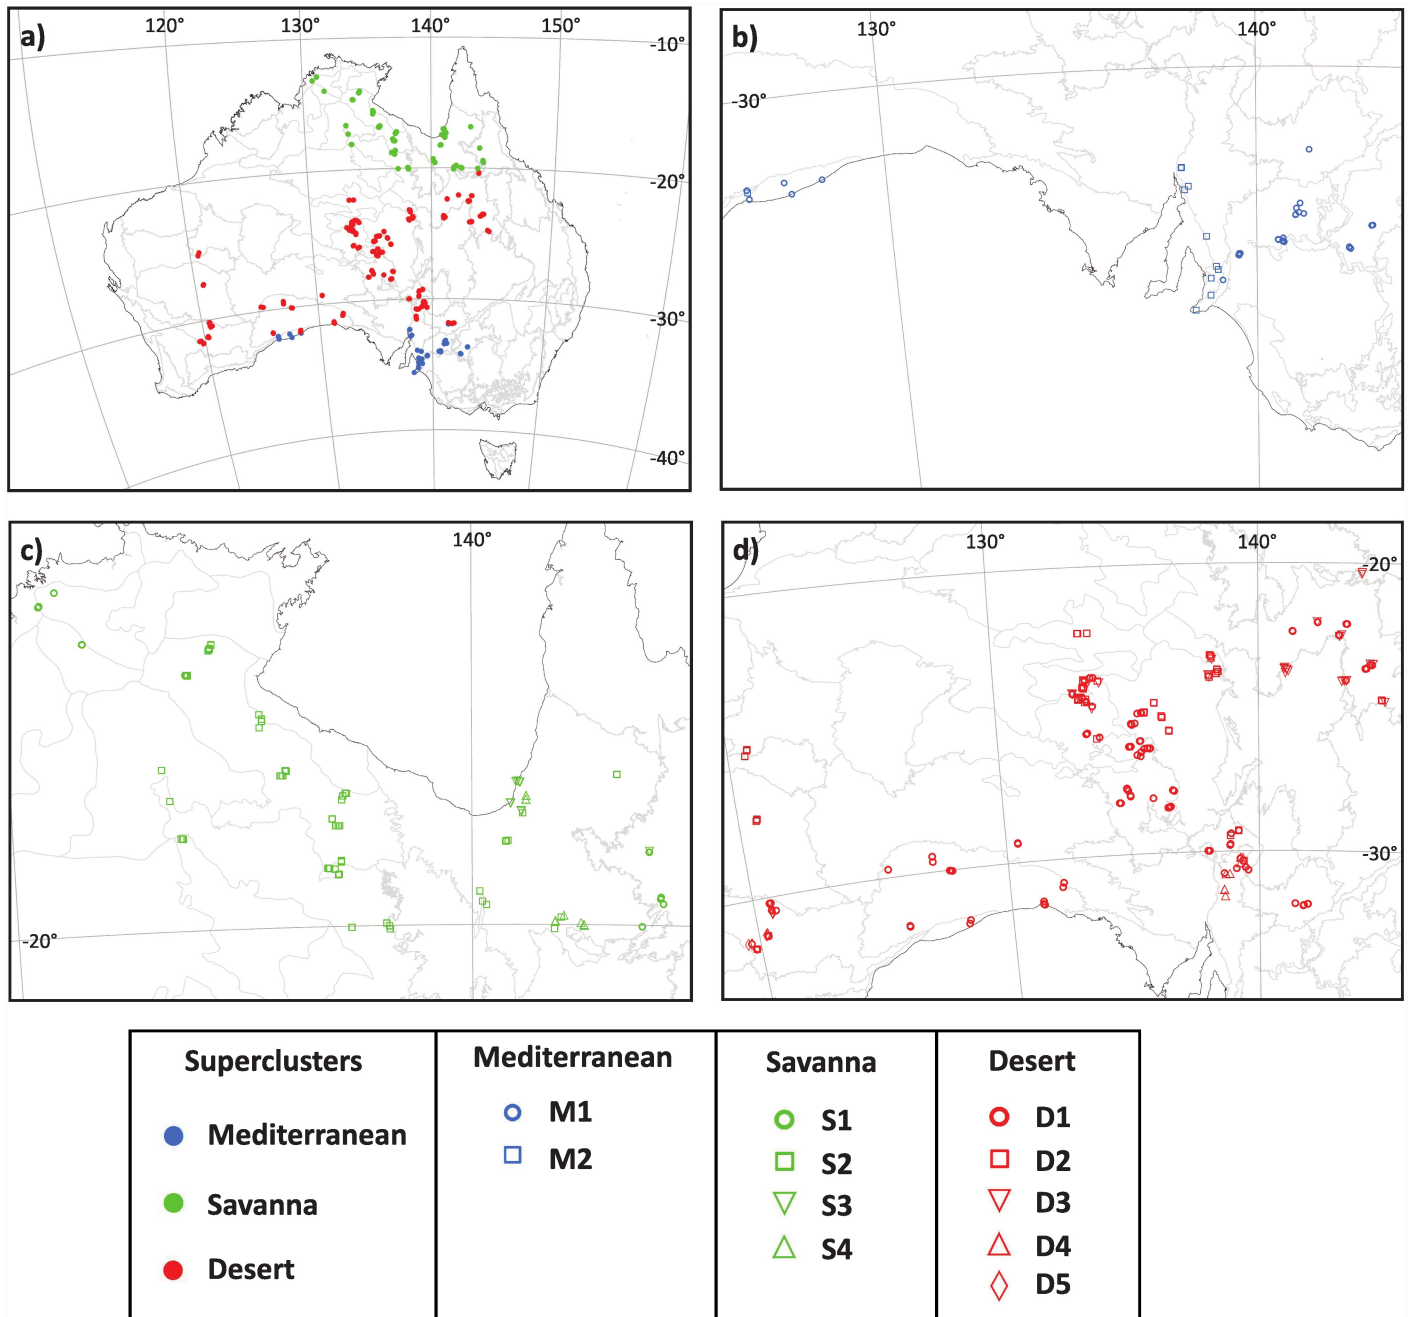 a)
120°
130°
140°
150°
-10°
-20°
-30°
-40°
b)
130°
140°
-30°
c)
140°
-20°
d)
130°
140°
-20°
-30°
Superclusters
Mediterranean
Savanna
Desert
Mediterranean
M1
M2
Savanna
S1
S2
S3
S4
Desert
D1
D2
D3
D4
D5